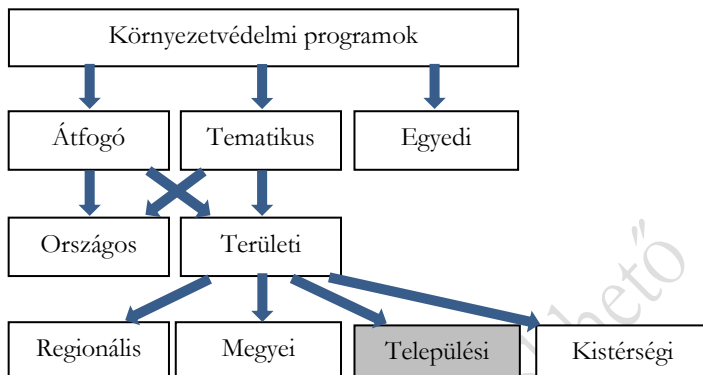 Környezetvédelmi programok
Átfogó Tematikus Egyedi
Országos Területi
Regionális Megyei Települési Kistérségi